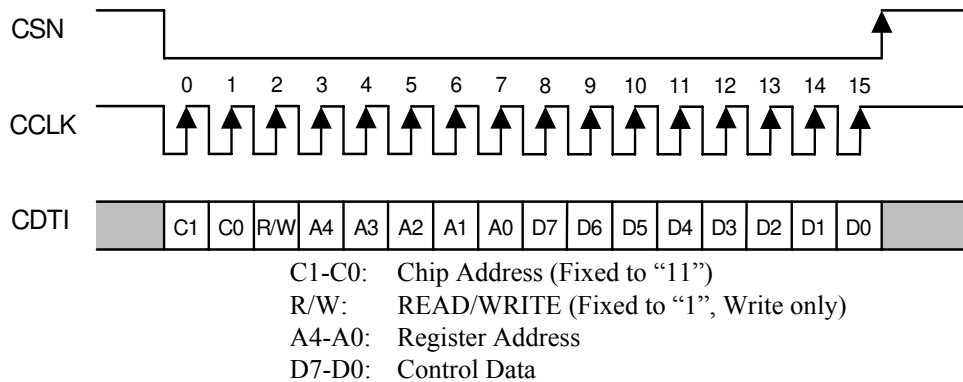 CSN
0 1 2 3 4 5 6 7 8 9 10 11 12 13 14 15
CCLK
CDTI C1 C0 R/W A4 A3 A2 A1 A0 D7 D6 D5 D4 D3 D2 D1 D0
C1-C0: Chip Address (Fixed to “11”)
R/W: READ/WRITE (Fixed to “1”, Write only)
A4-A0: Register Address
D7-D0: Control Data